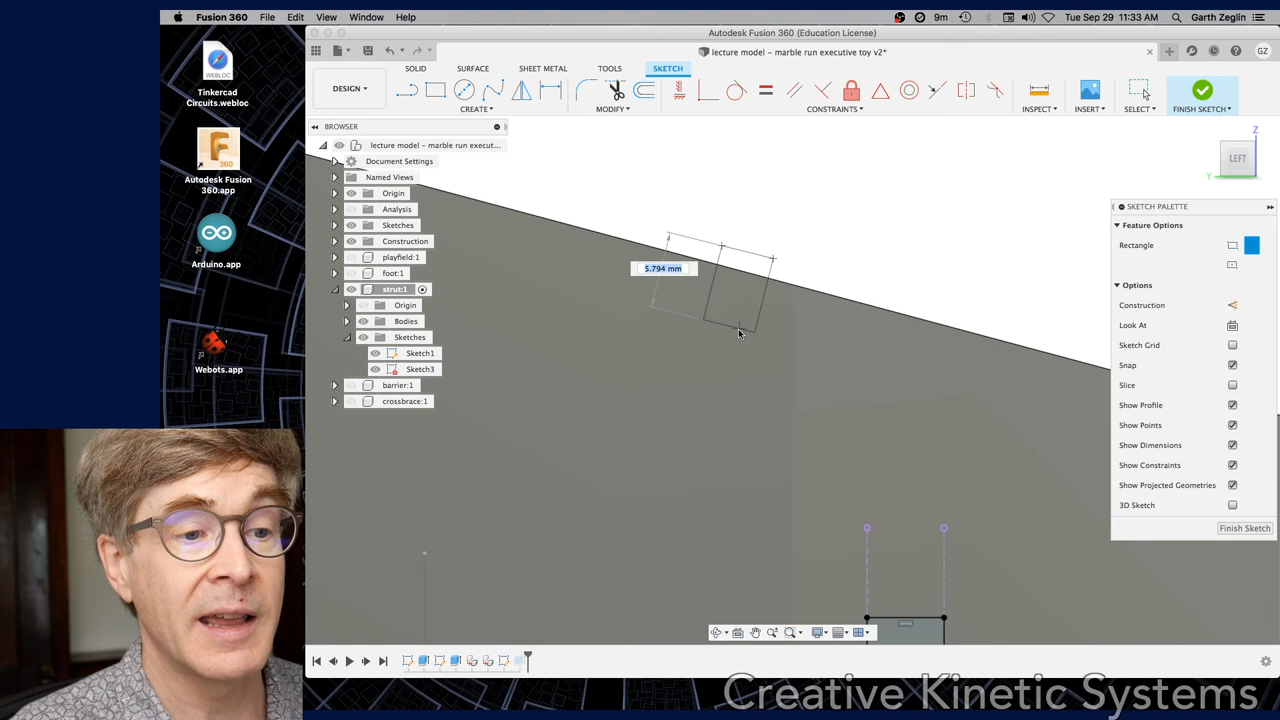 Fusion 360 File Edit View Window Help
9m Tue Sep 29 11:33 AM Garth Zeglin
Autodesk Fusion 360 (Education License)
lecture model – marble run executive toy v2*
GZ
SOLID SURFACE SHEET METAL TOOLS SKETCH
DESIGN
CREATE MODIFY CONSTRAINTS INSPECT INSERT SELECT FINISH SKETCH
WEBLOC
Tinkercad
Circuits.webloc
360
Autodesk Fusion
360.app
Arduino.app
Webots.app
BROWSER
lecture model – marble run execut...
Document Settings
Named Views
Origin
Analysis
Sketches
Construction
playfield:1
foot:1
strut:1
Origin
Bodies
Sketches
Sketch1
Sketch3
barrier:1
crossbrace:1
5.794 mm
Z
LEFT
Y
SKETCH PALETTE
Feature Options
Rectangle
Options
Construction
Look At
Sketch Grid
Snap
Slice
Show Profile
Show Points
Show Dimensions
Show Constraints
Show Projected Geometries
3D Sketch
Finish Sketch
Creative Kinetic Systems